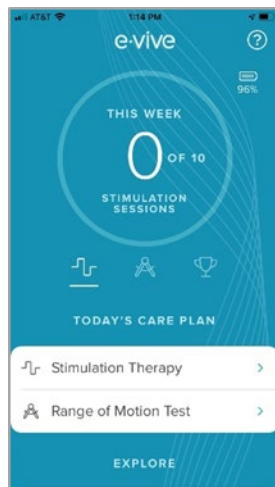 AT&T 1:14 PM
e·vive ?
96%
THIS WEEK
0 OF 10
STIMULATION
SESSIONS
TODAY'S CARE PLAN
Stimulation Therapy
Range of Motion Test
EXPLORE